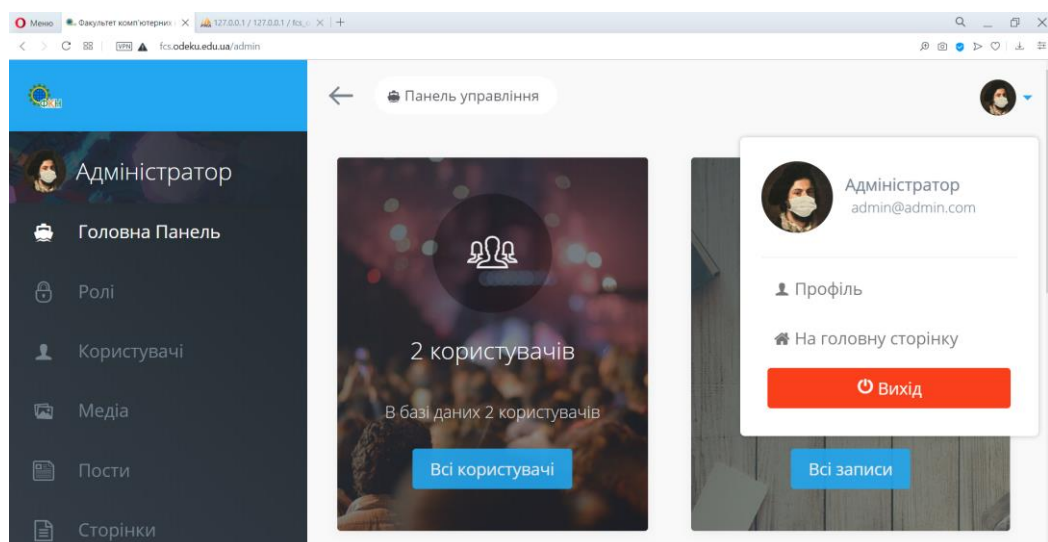 Меню
Факультет комп'ютерних
127.0.0.1 / 127.0.0.1 / fcs_
VPN
fcs.odeku.edu.ua/admin
Панель управління
Адміністратор
Головна Панель
Ролі
Користувачі
Медіа
Пости
Сторінки
2 користувачів
В базі даних 2 користувачів
Всі користувачі
Всі записи
Адміністратор
admin@admin.com
Профіль
На головну сторінку
Вихід